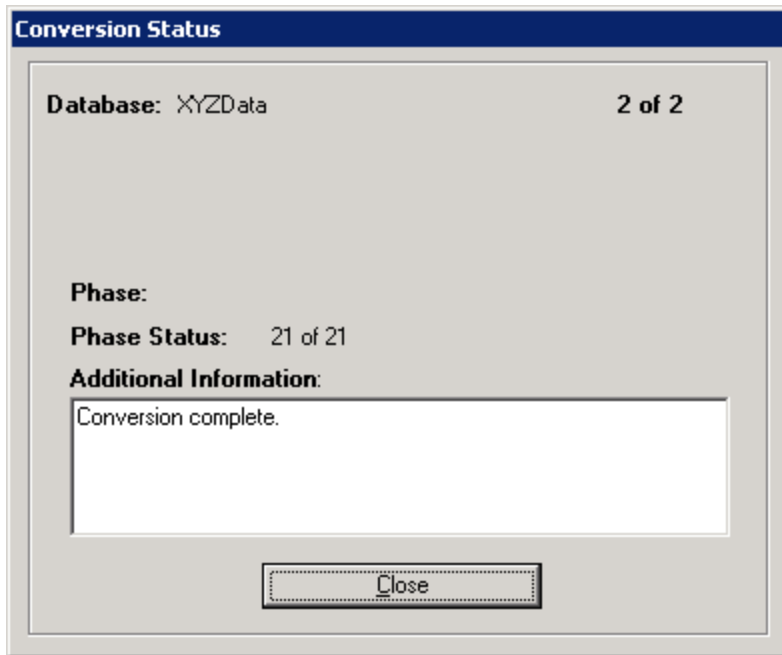 Conversion Status
Database: XYZData 2 of 2
Phase:
Phase Status: 21 of 21
Additional Information:
Conversion complete.
Close